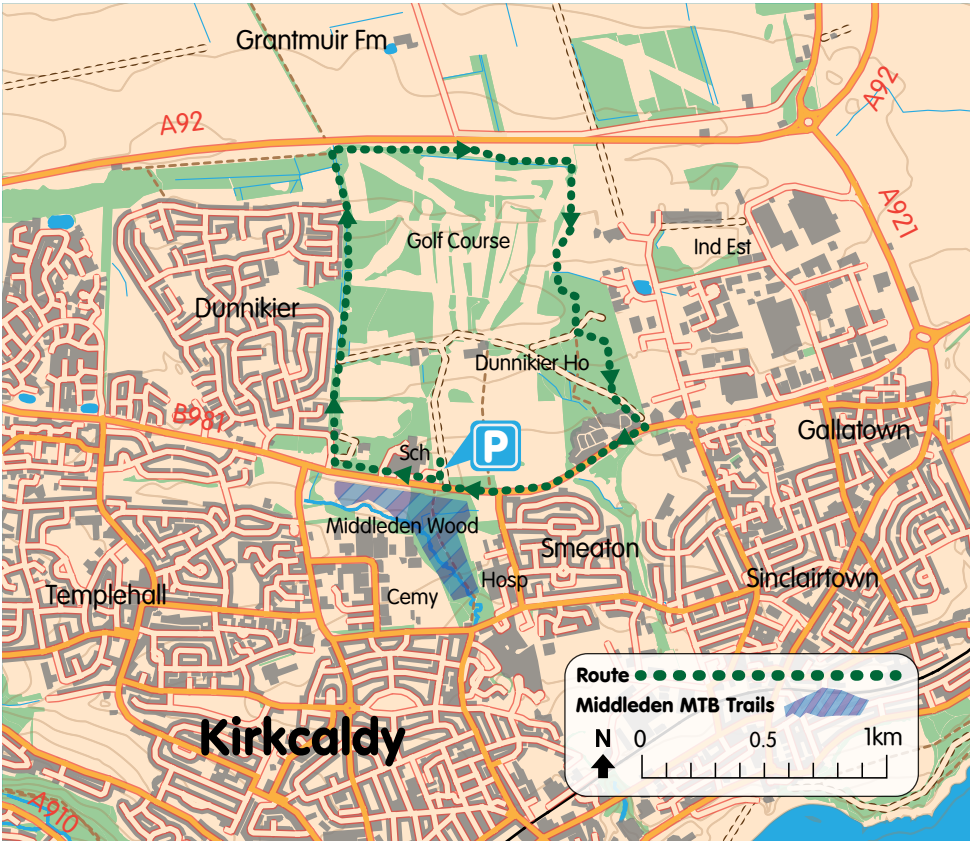 Grantmuir Fm
A92
A92
A921
Golf Course
Ind Est
Dunnikier
Dunnikier Ho
B981
Gallatown
Sch
P
Middleden Wood
Smeaton
Hosp
Sinclairtown
Templehall
Cemy
Kirkcaldy
A910
Route
Middleden MTB Trails
N
0 0.5 1km